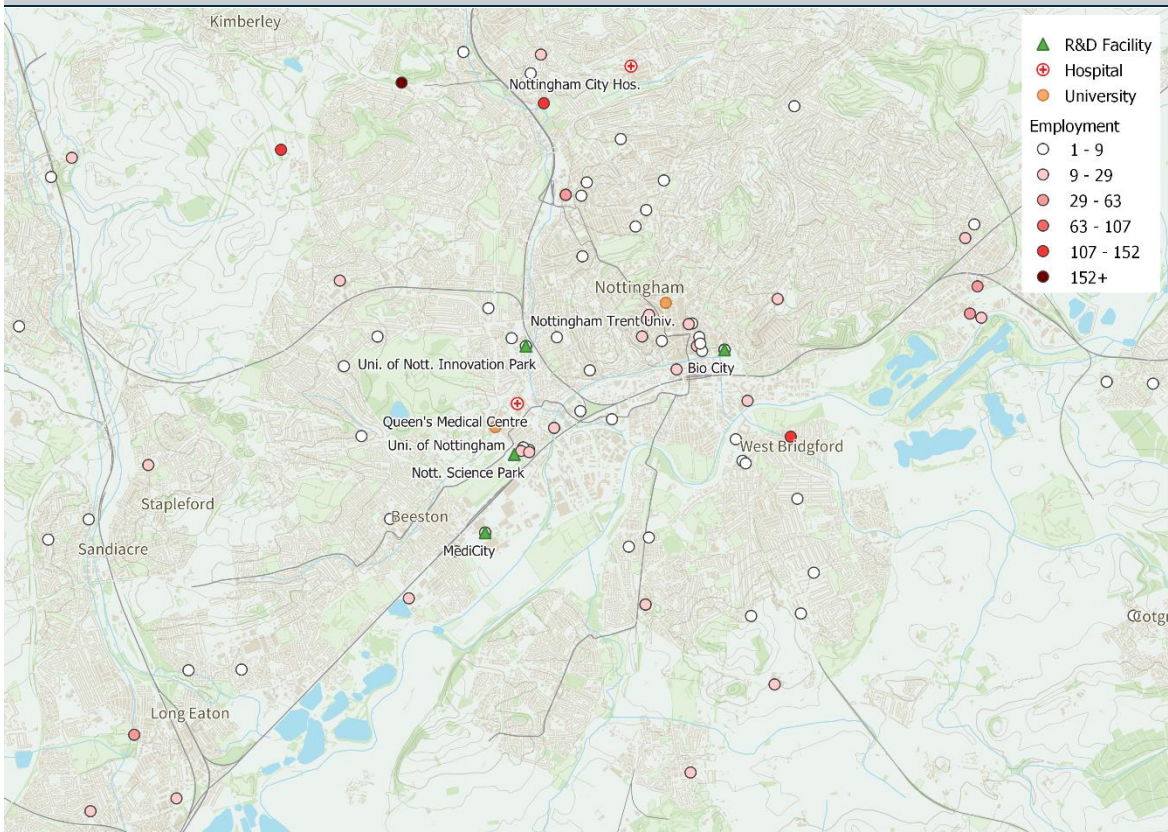 Kimberley
R&D Facility
Hospital
University
Employment
1 - 9
9 - 29
29 - 63
63 - 107
107 - 152
152+
Nottingham City Hos.
Nottingham
Nottingham Trent Univ.
Uni. of Nott. Innovation Park
Bio City
Queen's Medical Centre
Uni. of Nottingham
West Bridgford
Nott. Science Park
Stapleford
Beeston
Sandiacre
MediCity
Cotgr
Long Eaton